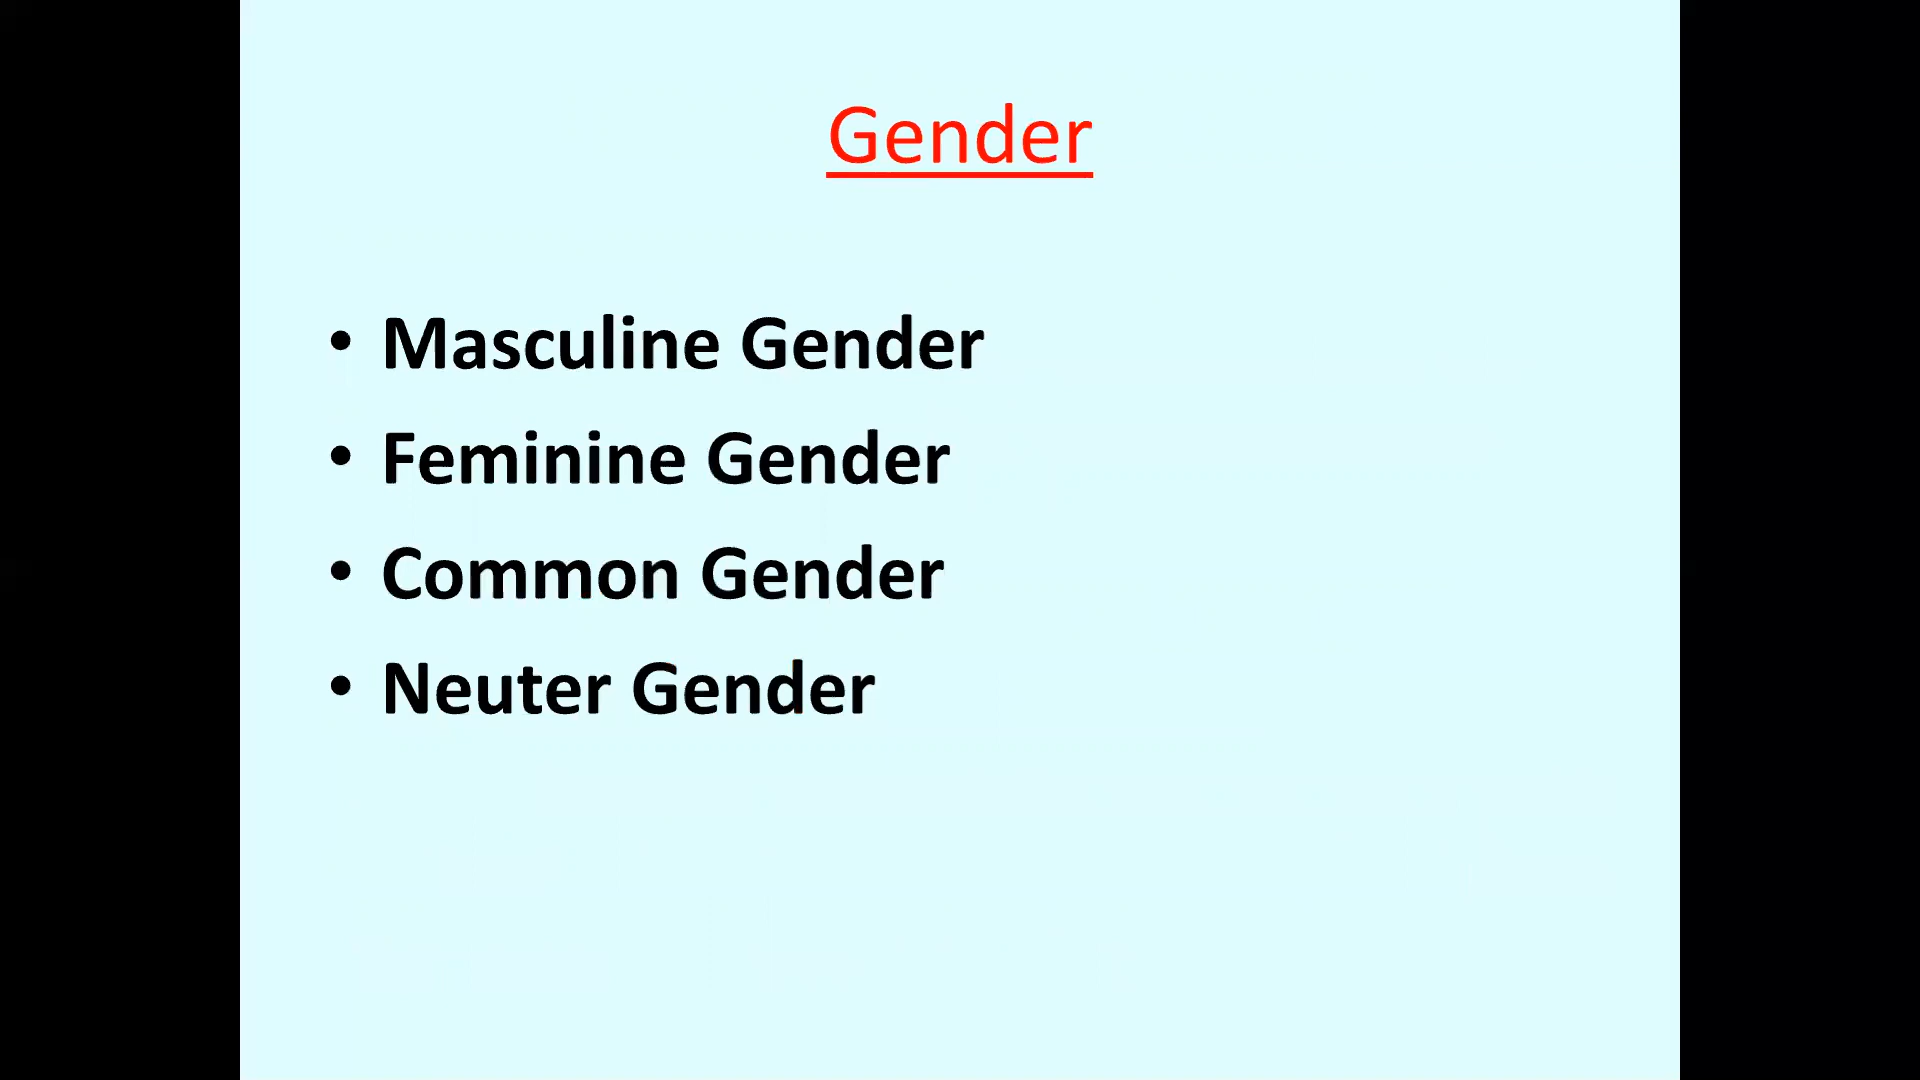 Gender
• Masculine Gender
• Feminine Gender
• Common Gender
• Neuter Gender